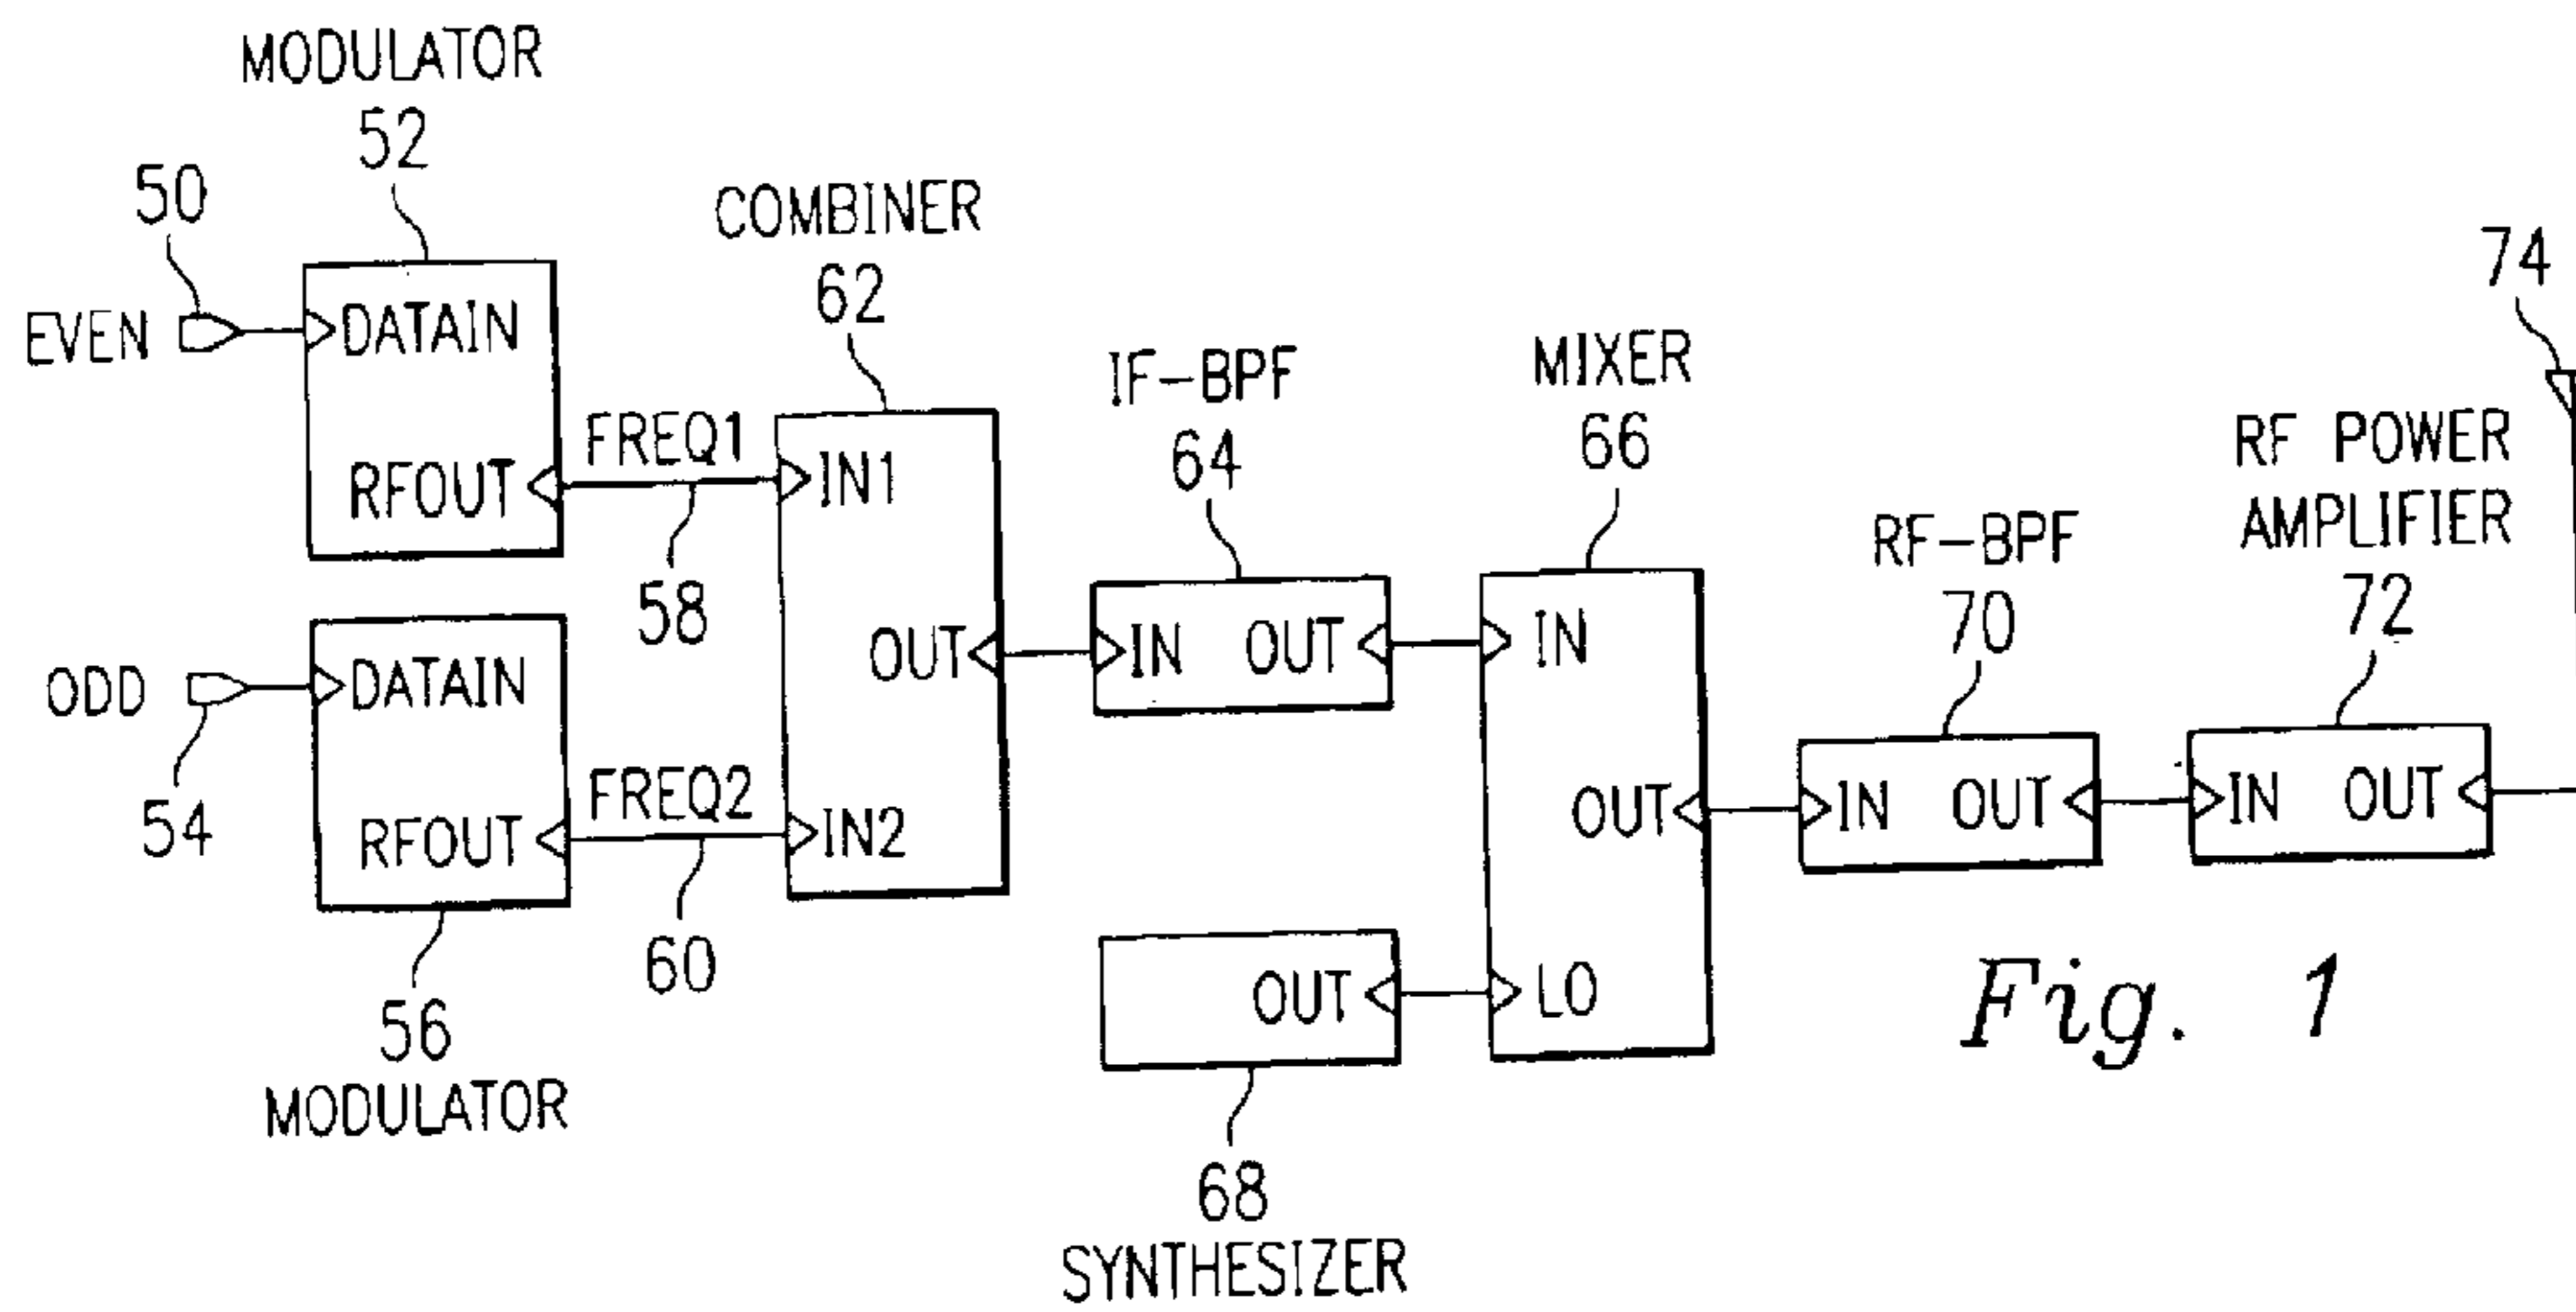 MODULATOR
52
50
EVEN
DATAIN
RFOUT
FREQ1
58
COMBINER
62
IN1
OUT
IN2
ODD
54
DATAIN
RFOUT
56
MODULATOR
FREQ2
60
IF-BPF
64
IN OUT
MIXER
66
IN
OUT
LO
OUT
68
SYNTHESIZER
RF-BPF
70
IN OUT
RF POWER
AMPLIFIER
72
IN OUT
74
Fig. 1